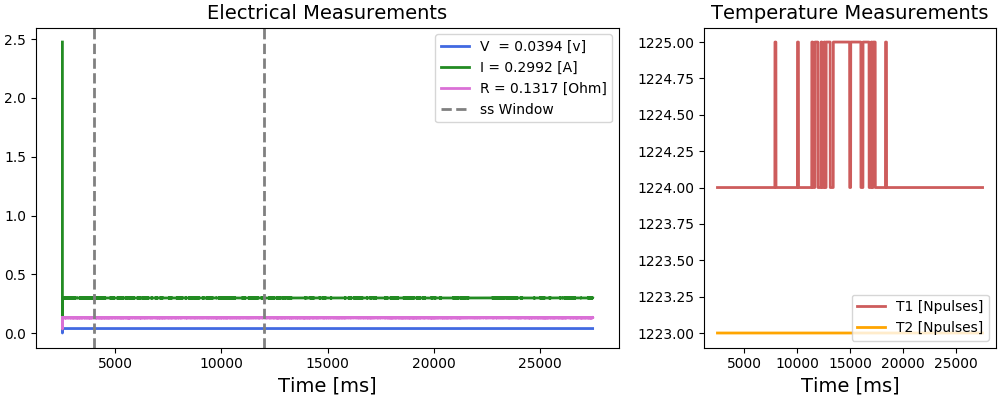 Electrical Measurements
2.5
2.0
1.5
1.0
0.5
0.0
V  = 0.0394 [v]
I = 0.2992 [A]
R = 0.1317 [Ohm]
ss Window
5000 10000 15000 20000 25000
Time [ms]
Temperature Measurements
1225.00
1224.75
1224.50
1224.25
1224.00
1223.75
1223.50
1223.25
1223.00
T1 [Npulses]
T2 [Npulses]
5000 10000 15000 20000 25000
Time [ms]